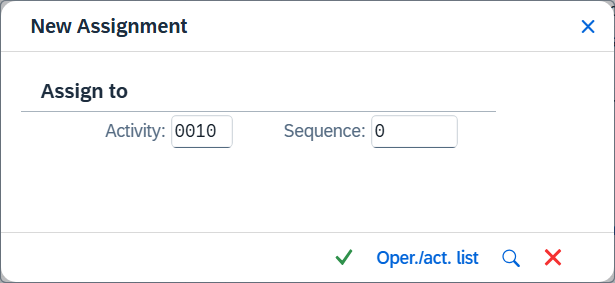 New Assignment
Assign to
Activity: 0010 Sequence: 0
Oper./act. list